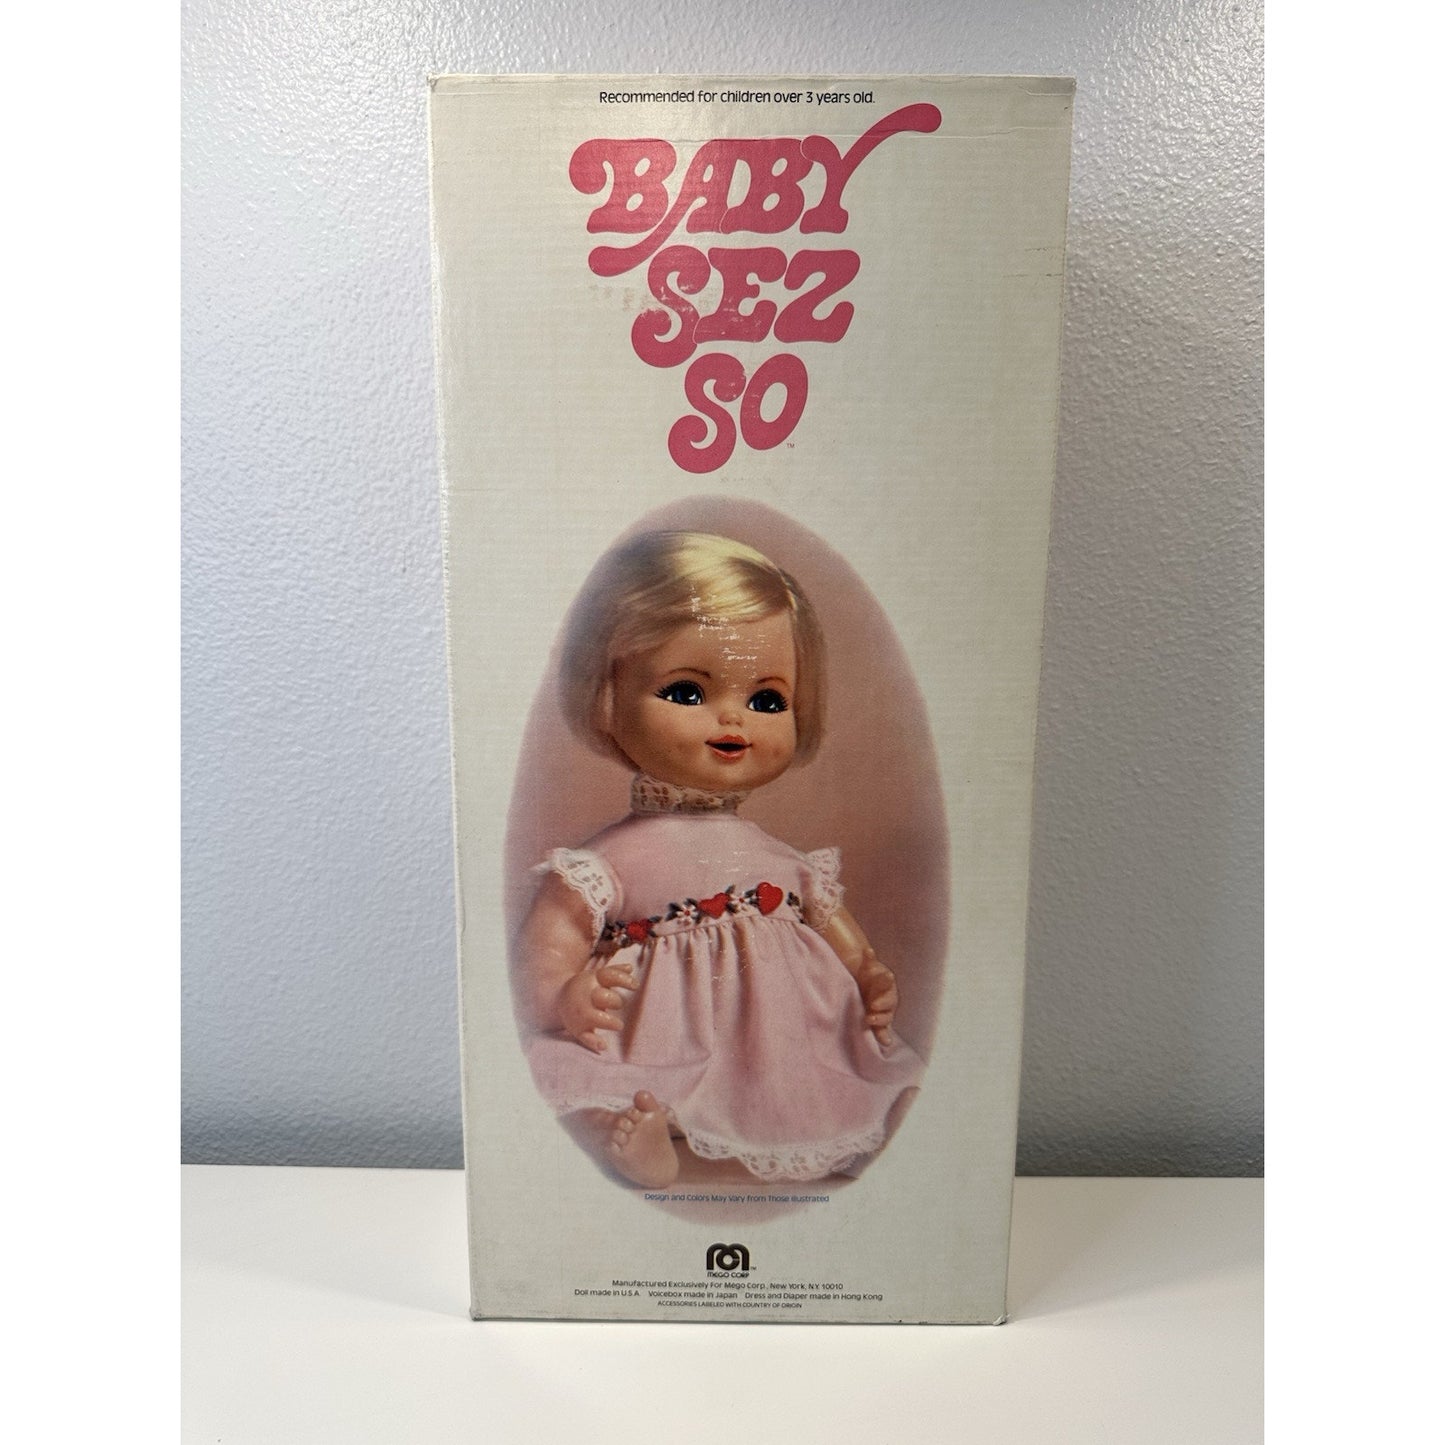 Recommended for children over 3 years old.
BABY
SEZ
SO
TM
Design and Colors May Vary from Those Illustrated
MEGO CORP
TM
Manufactured Exclusively For Mego Corp., New York, N.Y. 10010
Doll made in U.S.A. Voicebox made in Japan Dress and Diaper made in Hong Kong
ACCESSORIES LABELED WITH COUNTRY OF ORIGIN